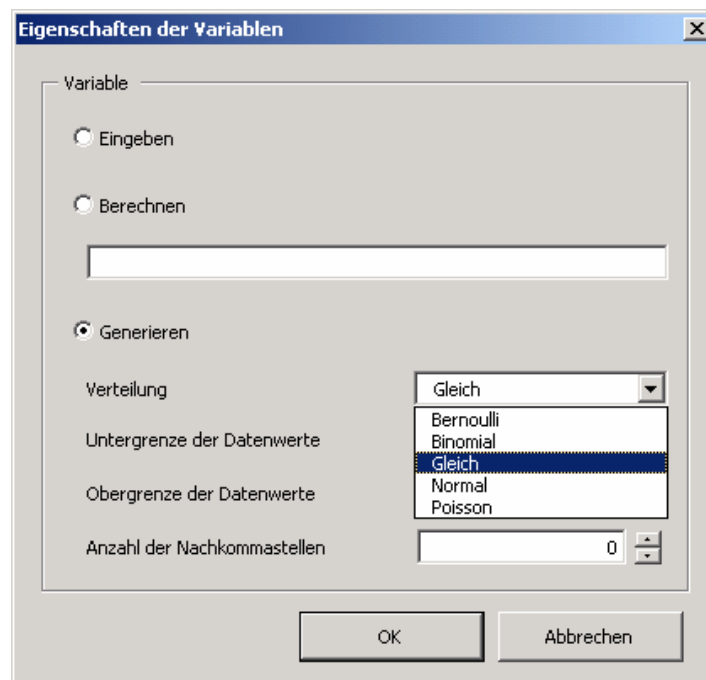 Eigenschaften der Variablen
Variable
Eingeben
Berechnen
Generieren
Verteilung
Gleich
Bernoulli
Binomial
Gleich
Normal
Poisson
Untergrenze der Datenwerte
Obergrenze der Datenwerte
Anzahl der Nachkommastellen
0
OK
Abbrechen